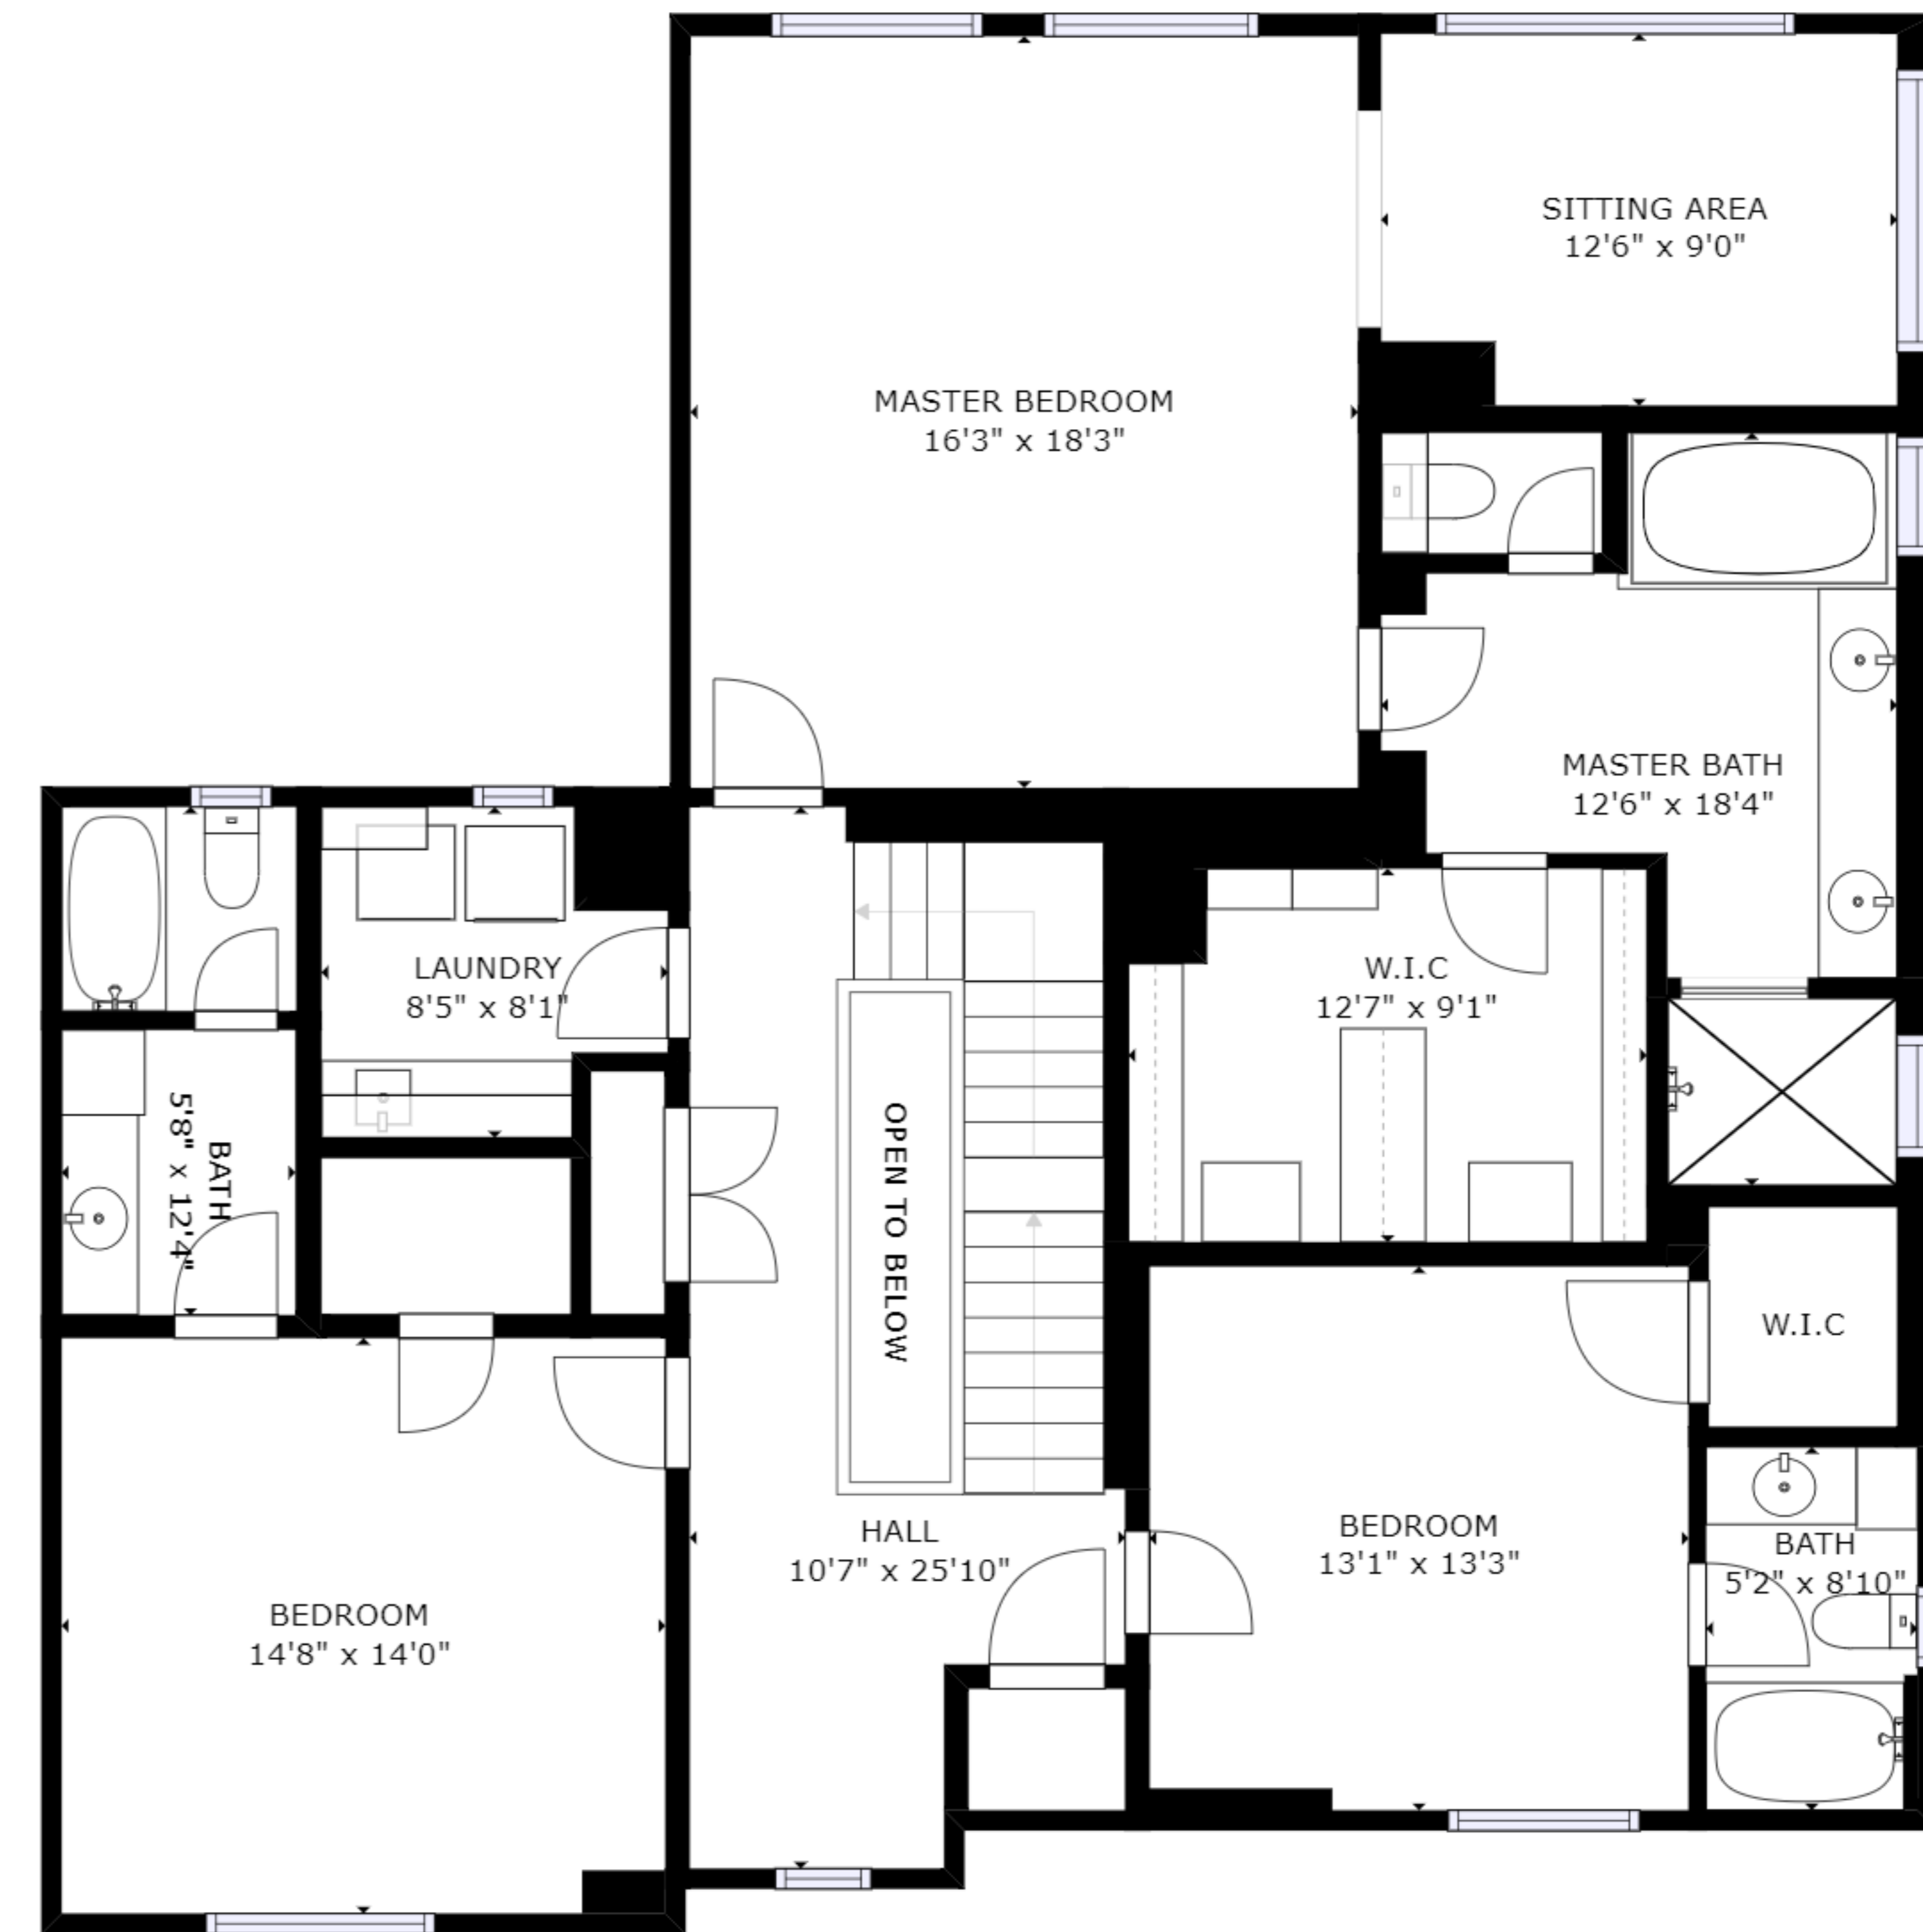 SITTING AREA
12'6" x 9'0"
MASTER BEDROOM
16'3" x 18'3"
MASTER BATH
12'6" x 18'4"
LAUNDRY
8'5" x 8'1"
W.I.C
12'7" x 9'1"
BATH
5'8" x 12'4"
OPEN TO BELOW
W.I.C
HALL
10'7" x 25'10"
BEDROOM
13'1" x 13'3"
BATH
5'2" x 8'10"
BEDROOM
14'8" x 14'0"